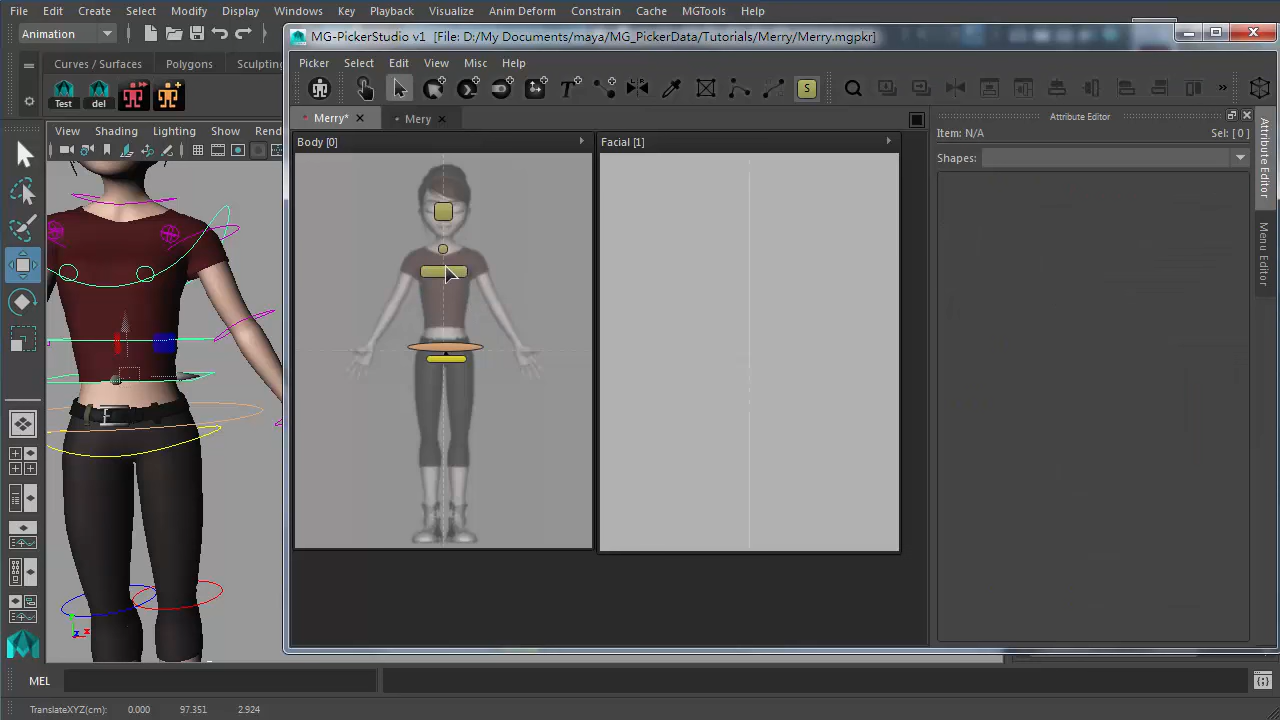 File Edit Create Select Modify Display Windows Key Playback Visualize Anim Deform Constrain Cache MGTools Help
Animation
MG-PickerStudio v1 [File: D:/My Documents/maya/MG_PickerData/Tutorials/Merry/Merry.mgpkr]
Curves / Surfaces Polygons Sculpting
Picker Select Edit View Misc Help
Test del
T S
Merry* Mery
Attribute Editor
View Shading Lighting Show Rend
Item: N/A Sel: [ 0 ]
Body [0] Facial [1]
Shapes:
Attribute Editor
Menu Editor
MEL
TranslateXYZ(cm): 0.000 97.351 2.924